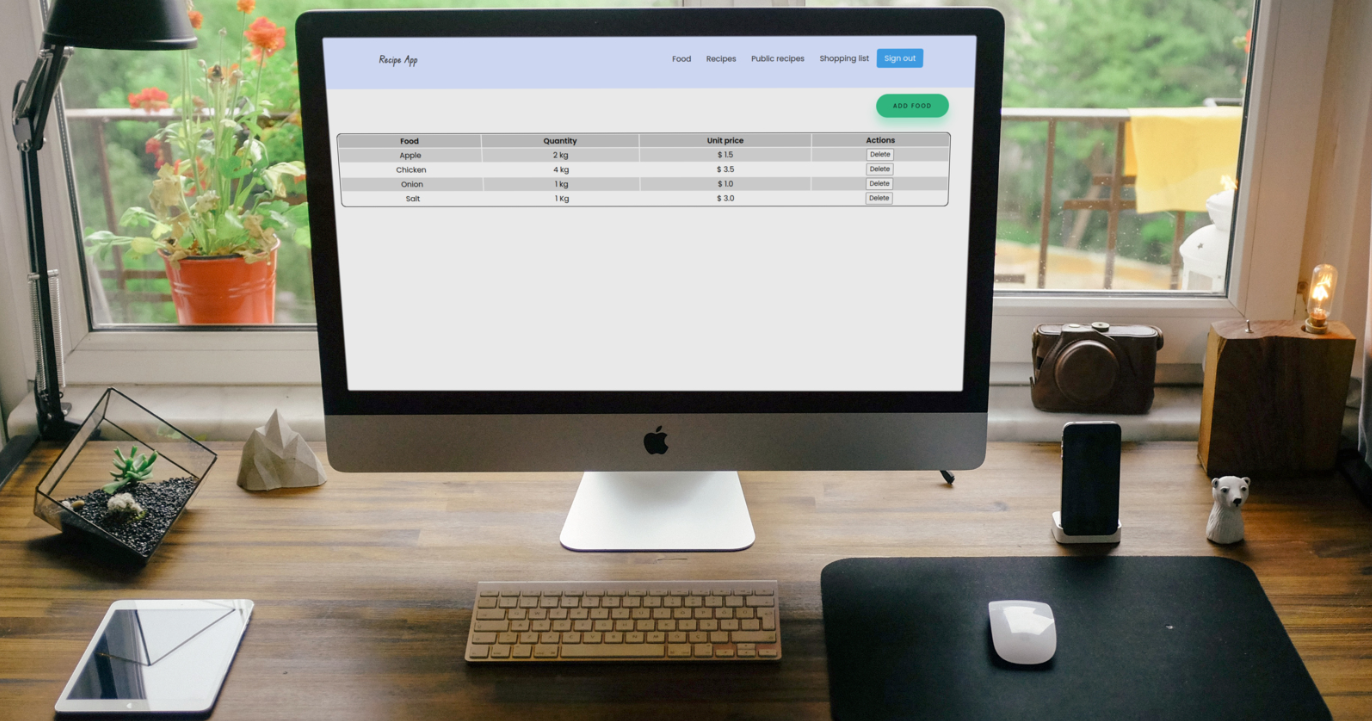 Recipe App
Food Recipes Public recipes Shopping list Sign out
ADD FOOD
Food Quantity Unit price Actions
Apple 2 kg $ 1.5 Delete
Chicken 4 kg $ 3.5 Delete
Onion 1 kg $ 1.0 Delete
Salt 1 Kg $ 3.0 Delete